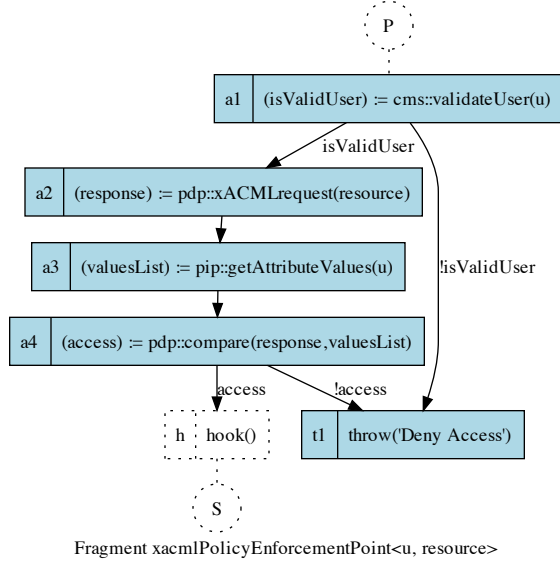 P
a1 (isValidUser) := cms::validateUser(u)
isValidUser
a2 (response) := pdp::xACMLrequest(resource)
a3 (valuesList) := pip::getAttributeValues(u)
!isValidUser
a4 (access) := pdp::compare(response,valuesList)
access !access
h hook() t1 throw('Deny Access')
S
Fragment xacmlPolicyEnforcementPoint<u, resource>